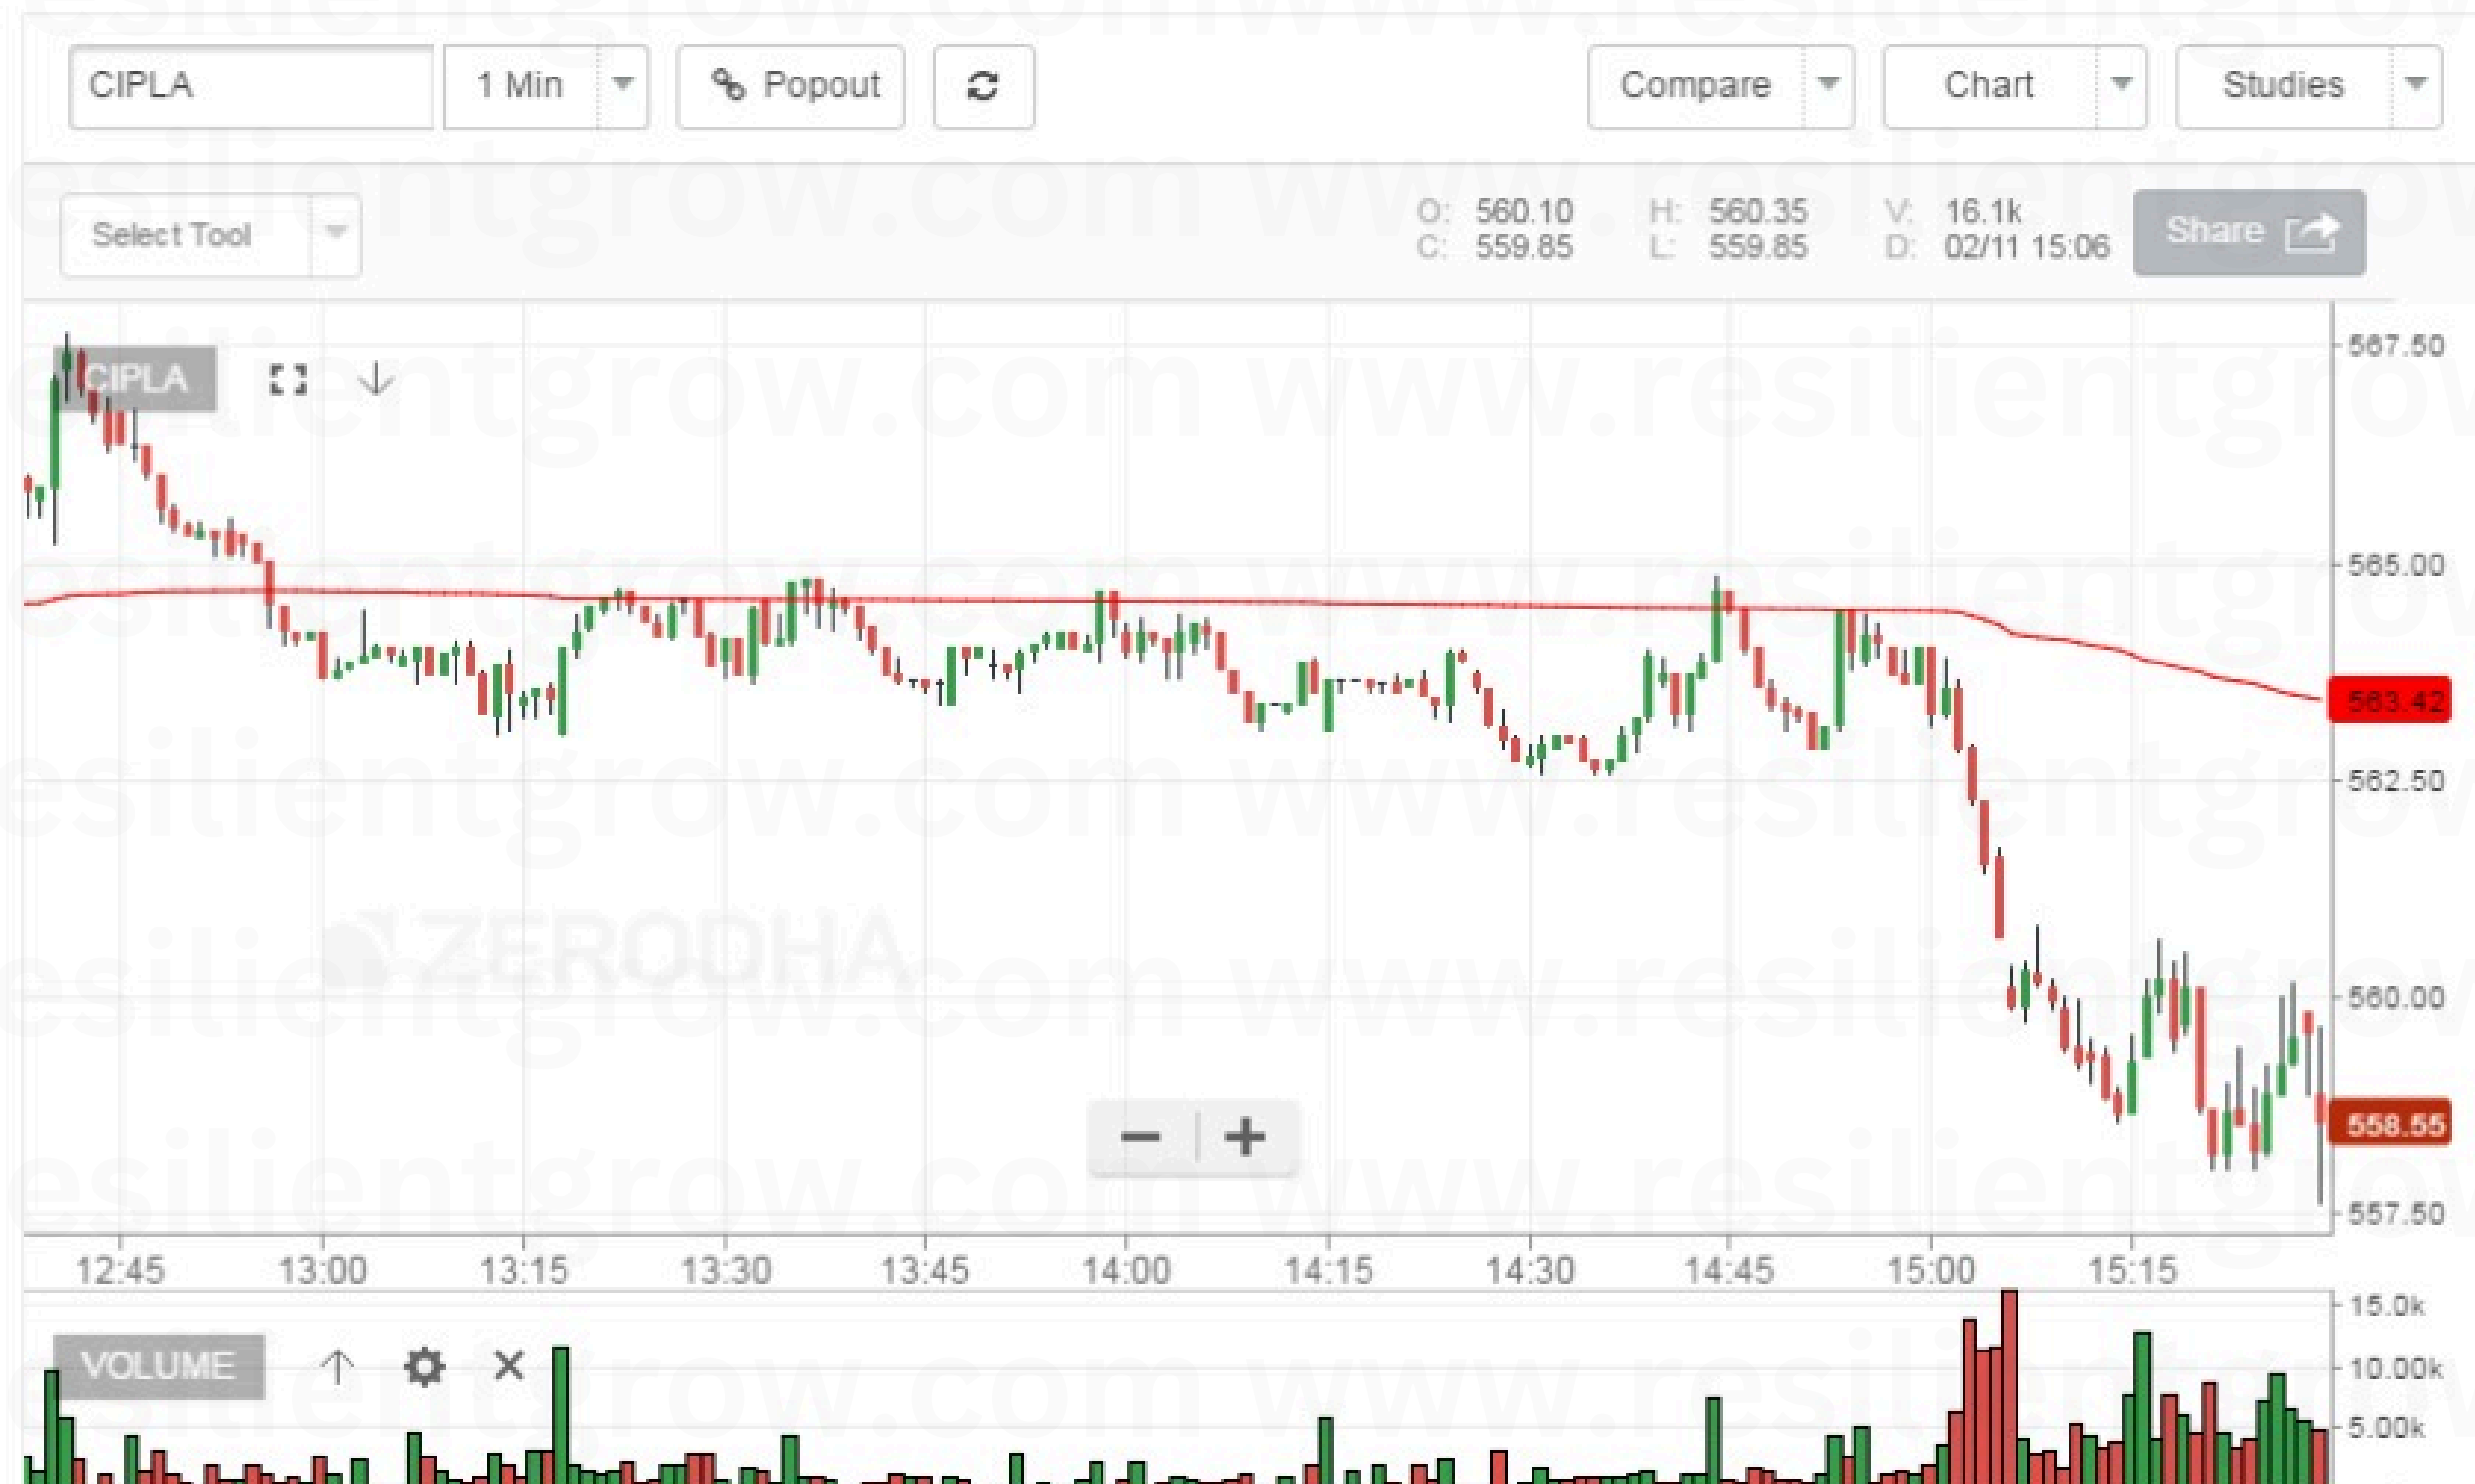 CIPLA 1 Min Popout Compare Chart Studies
Select Tool O: 560.10 H: 560.35 V: 16.1k Share
C: 559.85 L: 559.85 D: 02/11 15:06
567.50
CIPLA
565.00
563.42
562.50
ZERODHA
560.00
558.55
557.50
12:45 13:00 13:15 13:30 13:45 14:00 14:15 14:30 14:45 15:00 15:15
15.0k
VOLUME 10.00k
5.00k
resilientgrow.com www.resilientgrow